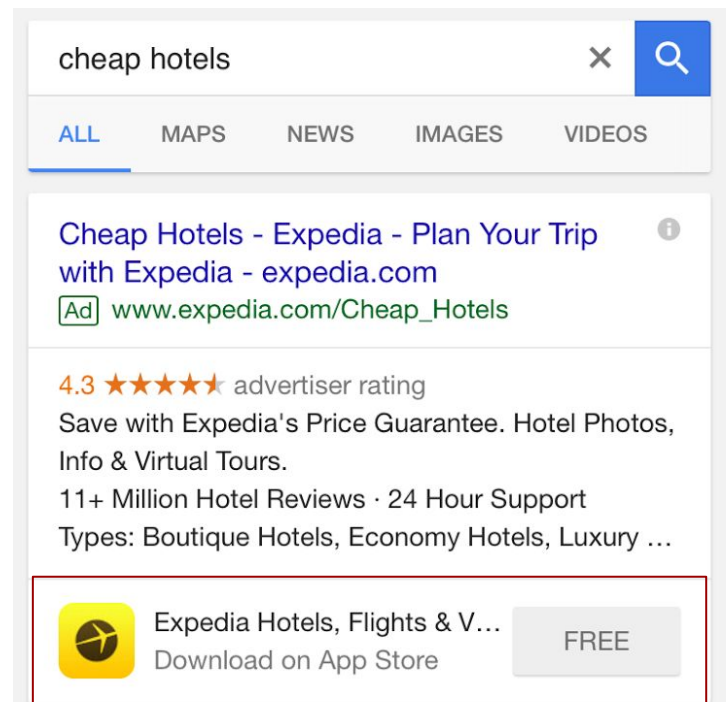 cheap hotels
ALL MAPS NEWS IMAGES VIDEOS
Cheap Hotels - Expedia - Plan Your Trip
with Expedia - expedia.com
Ad www.expedia.com/Cheap_Hotels
4.3 ★★★★★ advertiser rating
Save with Expedia's Price Guarantee. Hotel Photos,
Info & Virtual Tours.
11+ Million Hotel Reviews · 24 Hour Support
Types: Boutique Hotels, Economy Hotels, Luxury ...
Expedia Hotels, Flights & V...
Download on App Store
FREE